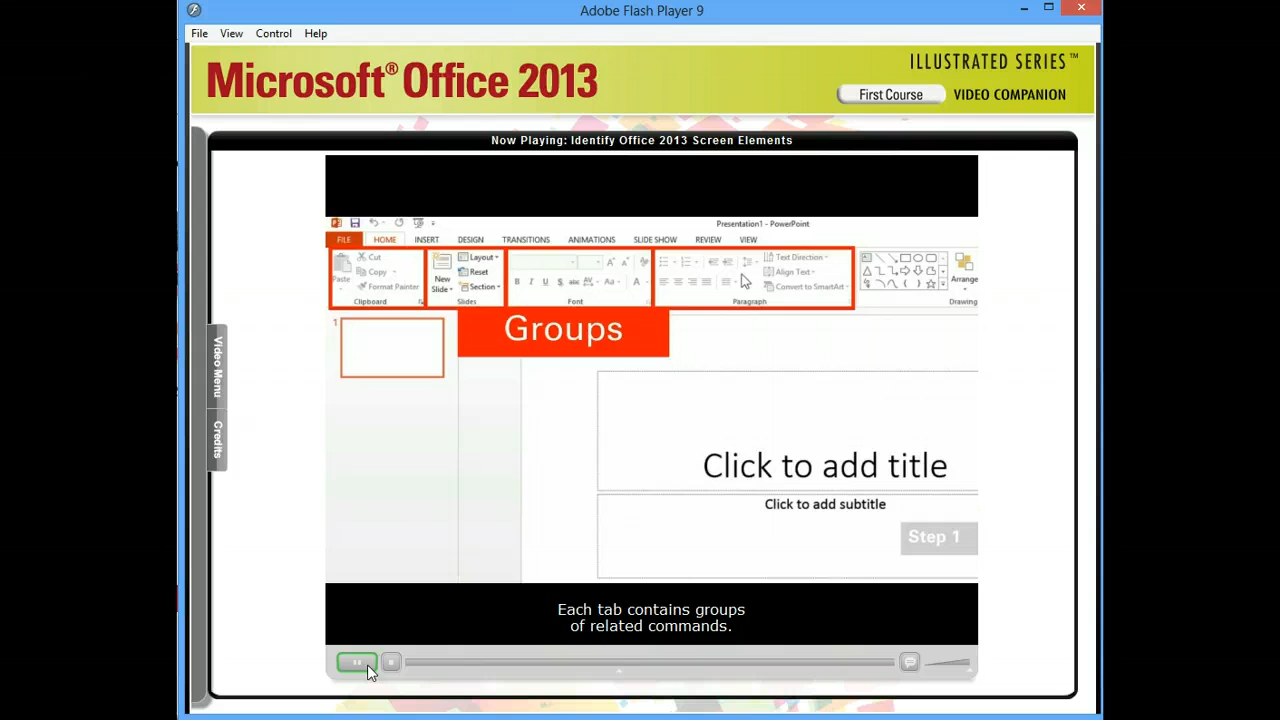 Adobe Flash Player 9
File View Control Help
Microsoft® Office 2013
ILLUSTRATED SERIES™
First Course VIDEO COMPANION
Now Playing: Identify Office 2013 Screen Elements
Presentation1 - PowerPoint
FILE HOME INSERT DESIGN TRANSITIONS ANIMATIONS SLIDE SHOW REVIEW VIEW
Cut Layout Text Direction
Copy Reset Align Text
Paste New Slide Arrange
Format Painter Section B I U S abc AV Aa A Convert to SmartArt
Clipboard Slides Font Paragraph Drawing
Groups
1
Click to add title
Click to add subtitle
Step 1
Video Menu
Credits
Each tab contains groups
of related commands.